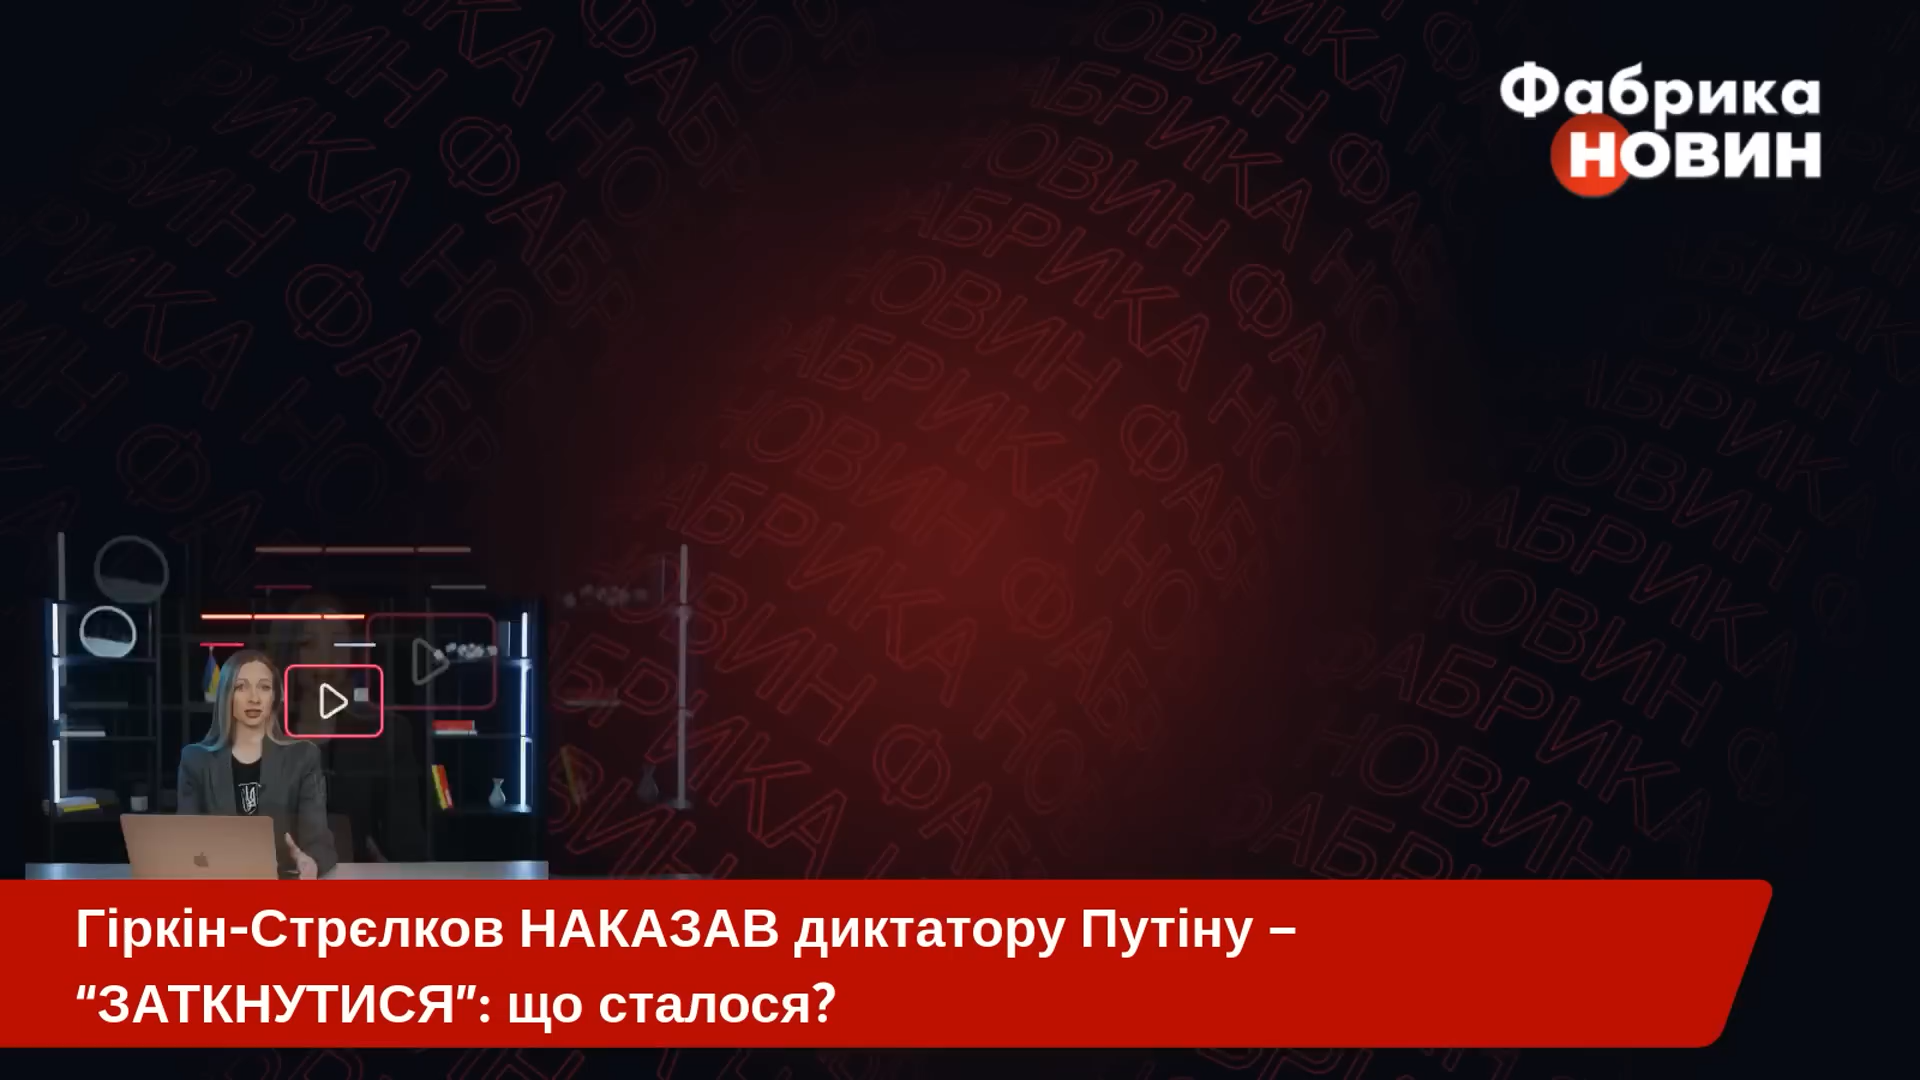 Фабрика
НОВИН
Гіркін-Стрєлков НАКАЗАВ диктатору Путіну –
“ЗАТКНУТИСЯ”: що сталося?